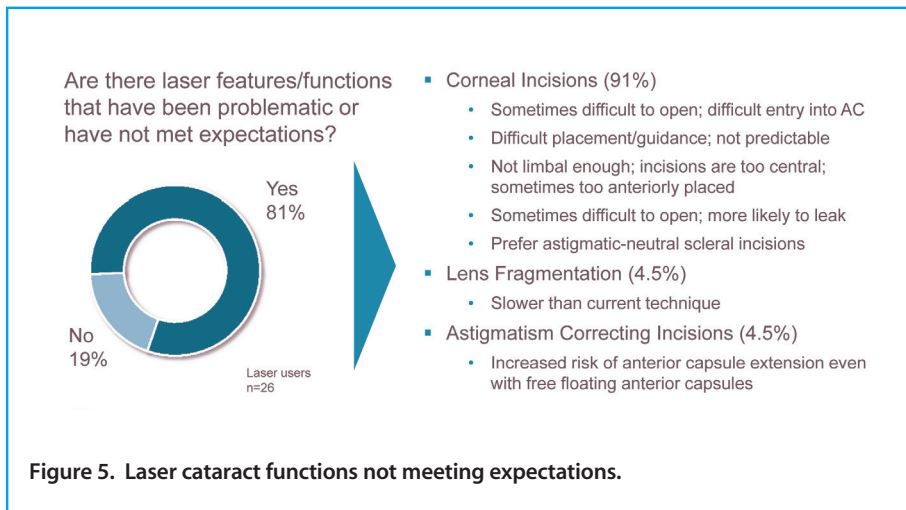 Are there laser features/functions
that have been problematic or
have not met expectations?
Yes
81%
No
19%
Laser users
n=26
▪ Corneal Incisions (91%)
• Sometimes difficult to open; difficult entry into AC
• Difficult placement/guidance; not predictable
• Not limbal enough; incisions are too central;
sometimes too anteriorly placed
• Sometimes difficult to open; more likely to leak
• Prefer astigmatic-neutral scleral incisions
▪ Lens Fragmentation (4.5%)
• Slower than current technique
▪ Astigmatism Correcting Incisions (4.5%)
• Increased risk of anterior capsule extension even
with free floating anterior capsules
Figure 5. Laser cataract functions not meeting expectations.